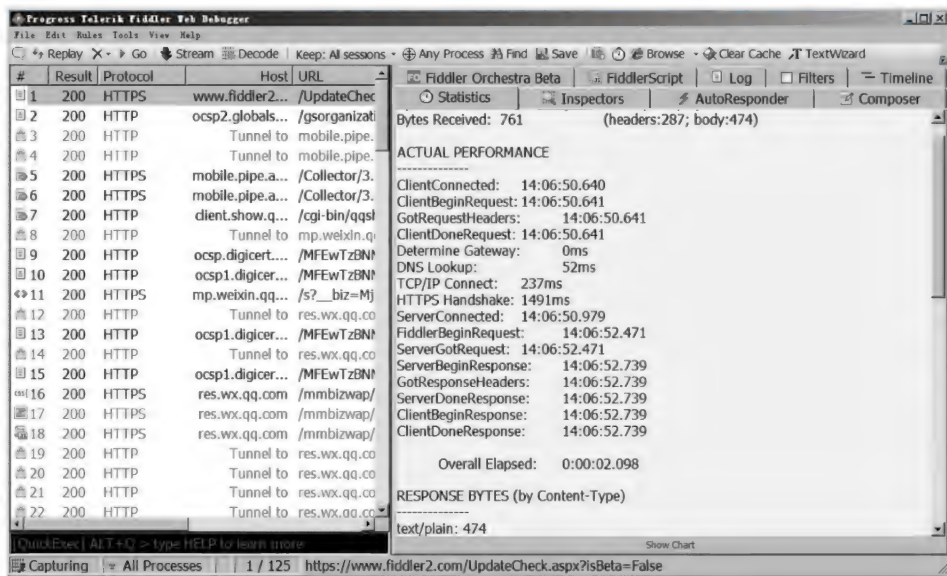 Progress Telerik Fiddler Web Debugger
File Edit Rules Tools View Help
Replay X - Go Stream Decode Keep: All sessions - Any Process Find Save Browse - Clear Cache TextWizard
# Result Protocol Host URL
1 200 HTTPS www.fiddler2... /UpdateChec
2 200 HTTP ocsp2.globals... /gsorganizati
3 200 HTTP Tunnel to mobile.pipe.
4 200 HTTP Tunnel to mobile.pipe.
5 200 HTTPS mobile.pipe.a... /Collector/3.
6 200 HTTPS mobile.pipe.a... /Collector/3.
7 200 HTTP client.show.q... /cgi-bin/qqsh
8 200 HTTP Tunnel to mp.weixin.q
9 200 HTTP ocsp.digicert.... /MFEwTzBNM
10 200 HTTP ocsp1.digicer... /MFEwTzBNM
11 200 HTTPS mp.weixin.qq... /s?__biz=Mj
12 200 HTTP Tunnel to res.wx.qq.co
13 200 HTTP ocsp1.digicer... /MFEwTzBNM
14 200 HTTP Tunnel to res.wx.qq.co
15 200 HTTP ocsp1.digicer... /MFEwTzBNM
16 200 HTTPS res.wx.qq.com /mmbizwap/
17 200 HTTPS res.wx.qq.com /mmbizwap/
18 200 HTTPS res.wx.qq.com /mmbizwap/
19 200 HTTP Tunnel to res.wx.qq.co
20 200 HTTP Tunnel to res.wx.qq.co
21 200 HTTP Tunnel to res.wx.qq.co
22 200 HTTP Tunnel to res.wx.qq.co
[QuickExec] ALT+Q > type HELP to learn more
Fiddler Orchestra Beta FiddlerScript Log Filters Timeline
Statistics Inspectors AutoResponder Composer
Bytes Received: 761 (headers:287; body:474)
ACTUAL PERFORMANCE
--------------
ClientConnected: 14:06:50.640
ClientBeginRequest: 14:06:50.641
GotRequestHeaders: 14:06:50.641
ClientDoneRequest: 14:06:50.641
Determine Gateway: 0ms
DNS Lookup: 52ms
TCP/IP Connect: 237ms
HTTPS Handshake: 1491ms
ServerConnected: 14:06:50.979
FiddlerBeginRequest: 14:06:52.471
ServerGotRequest: 14:06:52.471
ServerBeginResponse: 14:06:52.739
GotResponseHeaders: 14:06:52.739
ServerDoneResponse: 14:06:52.739
ClientBeginResponse: 14:06:52.739
ClientDoneResponse: 14:06:52.739
Overall Elapsed: 0:00:02.098
RESPONSE BYTES (by Content-Type)
--------------
text/plain: 474
Show Chart
Capturing All Processes 1 / 125 https://www.fiddler2.com/UpdateCheck.aspx?isBeta=False